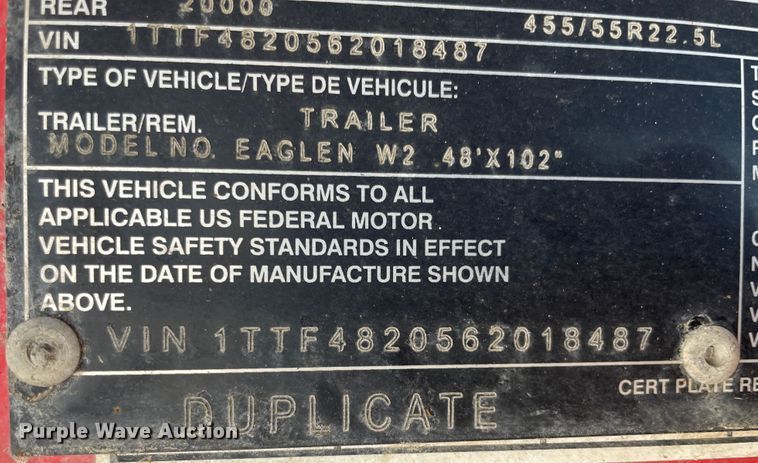 REAR 20000 455/55R22.5L
VIN 1TTF4820562018487
TYPE OF VEHICLE/TYPE DE VEHICULE:
TRAILER/REM. TRAILER
MODEL NO. EAGLEN W2 48'X102"
THIS VEHICLE CONFORMS TO ALL
APPLICABLE US FEDERAL MOTOR
VEHICLE SAFETY STANDARDS IN EFFECT
ON THE DATE OF MANUFACTURE SHOWN
ABOVE.
VIN 1TTF4820562018487
CERT PLATE RE
DUPLICATE
Purple Wave Auction